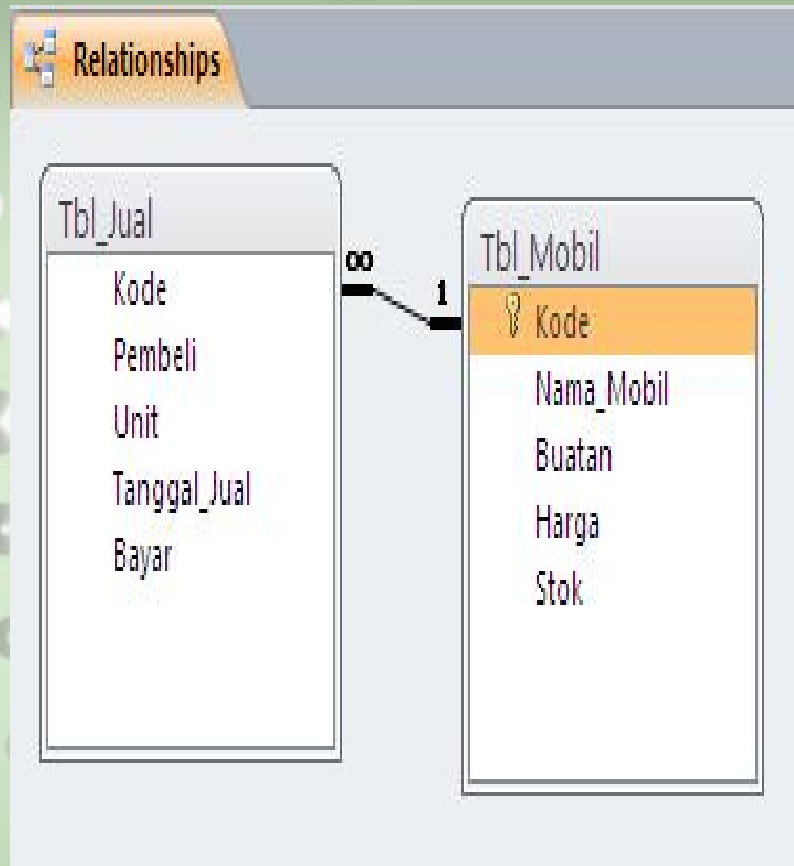 Relationships
Tbl_Jual
Kode
Pembeli
Unit
Tanggal_Jual
Bayar
∞
1
Tbl_Mobil
Kode
Nama_Mobil
Buatan
Harga
Stok